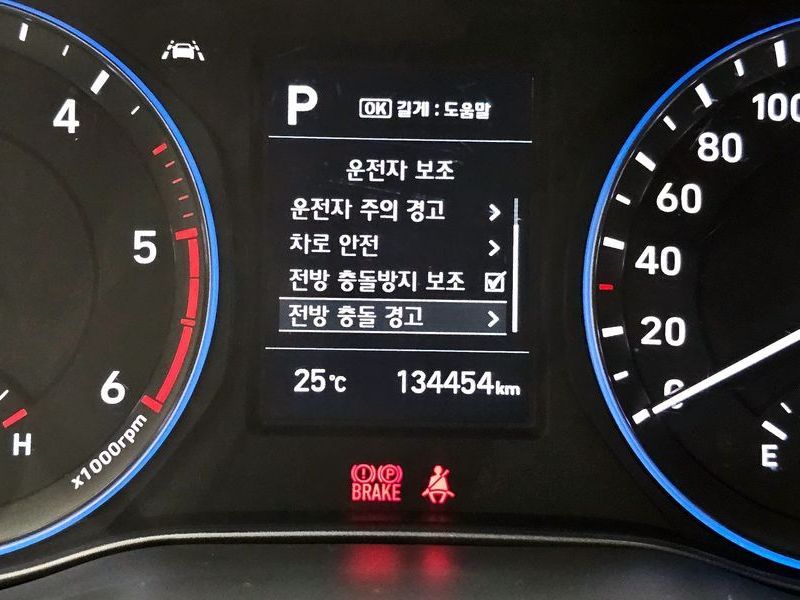 P
OK 길게 : 도움말
운전자 보조
운전자 주의 경고
차로 안전
전방 충돌방지 보조
전방 충돌 경고
25°C
134454km
4
5
6
x1000rpm
H
100
80
60
40
20
0
E
BRAKE
P